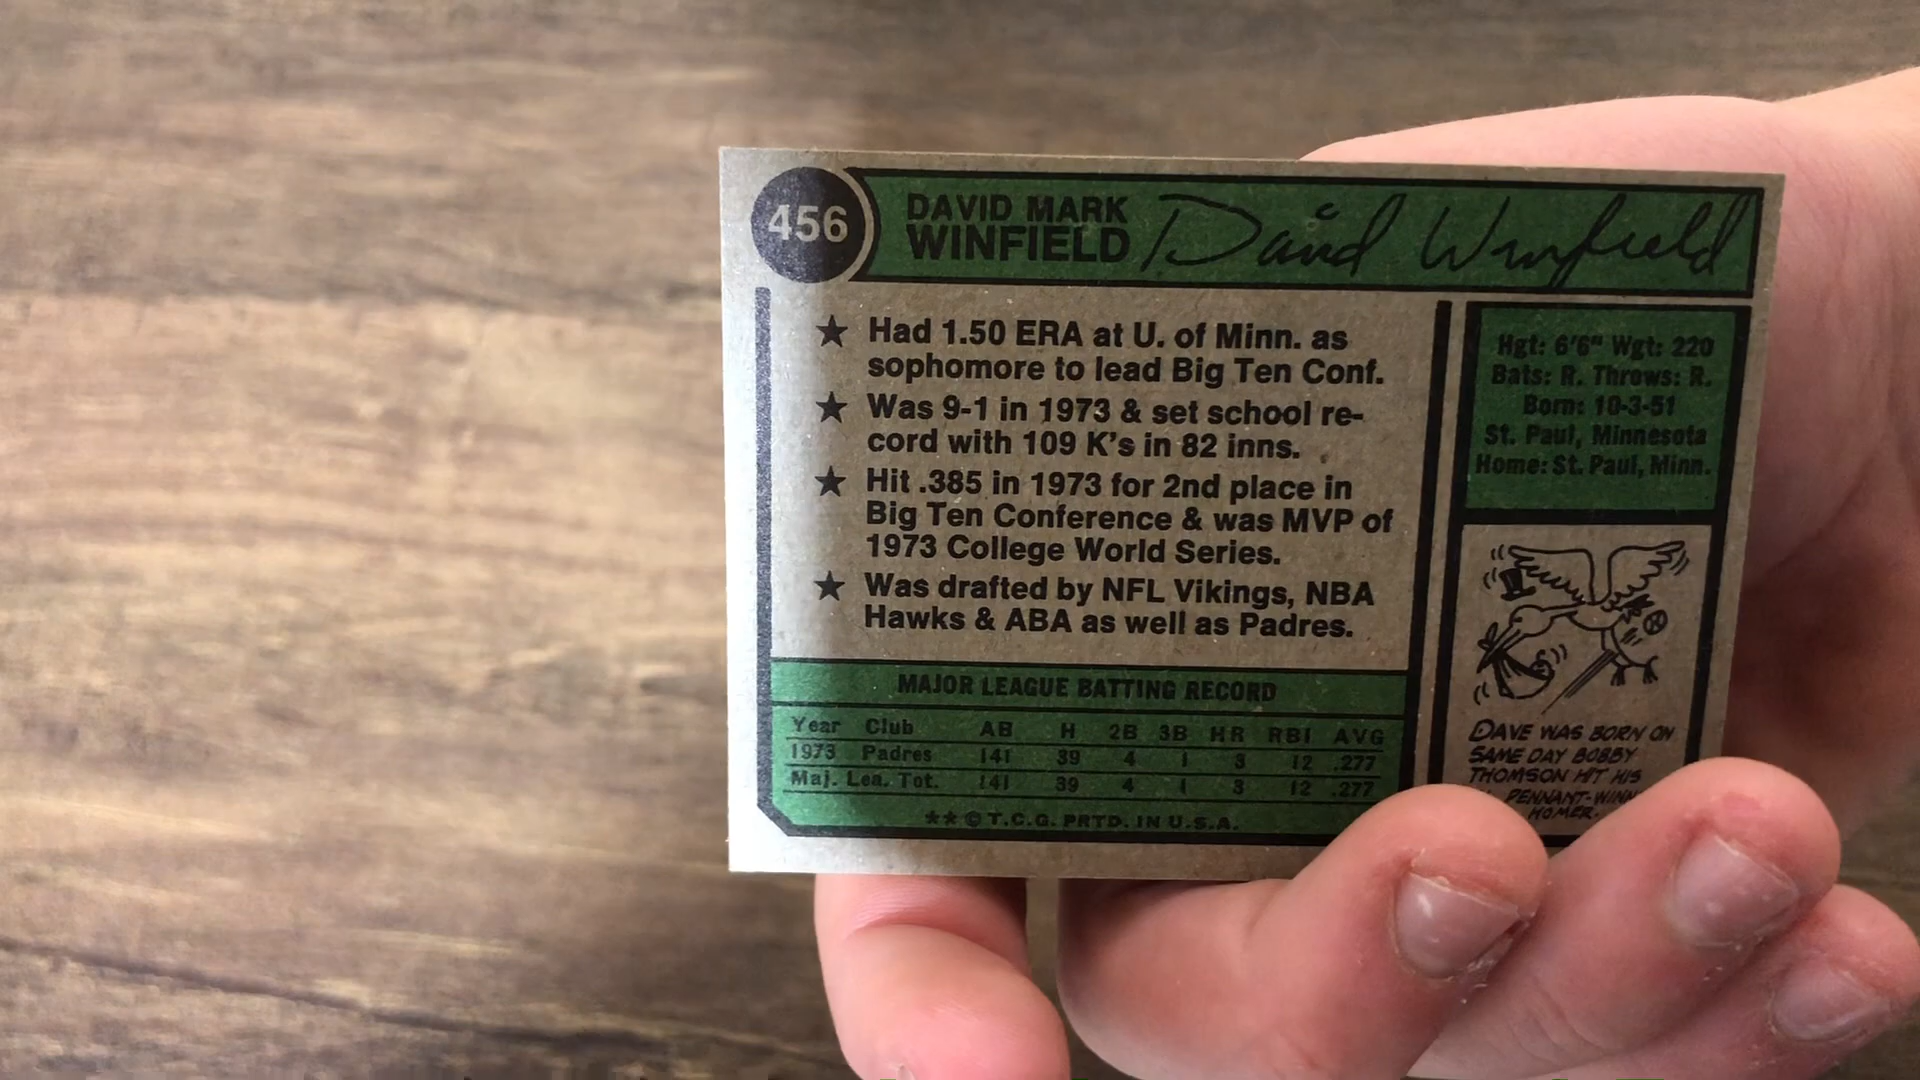 456
DAVID MARK
WINFIELD
David Winfield
★ Had 1.50 ERA at U. of Minn. as
sophomore to lead Big Ten Conf.
★ Was 9-1 in 1973 & set school re-
cord with 109 K's in 82 inns.
★ Hit .385 in 1973 for 2nd place in
Big Ten Conference & was MVP of
1973 College World Series.
★ Was drafted by NFL Vikings, NBA
Hawks & ABA as well as Padres.
MAJOR LEAGUE BATTING RECORD
Year Club AB H 2B 3B HR RBI AVG
1973 Padres 141 39 4 1 3 12 .277
Maj. Lea. Tot. 141 39 4 1 3 12 .277
★★ © T.C.G. PRTD. IN U.S.A.
Hgt: 6'6" Wgt: 220
Bats: R. Throws: R.
Born: 10-3-51
St. Paul, Minnesota
Home: St. Paul, Minn.
DAVE WAS BORN ON
SAME DAY BOBBY
THOMSON HIT HIS
PENNANT-WINN
HOMER.